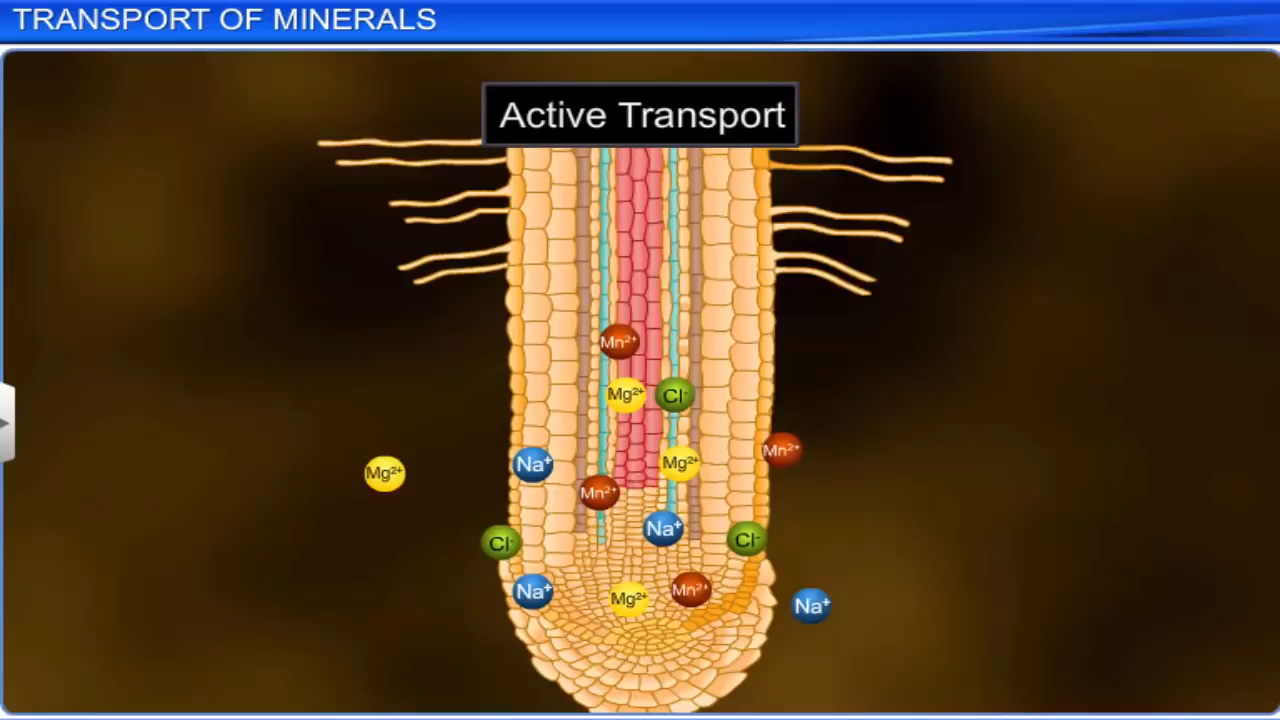 TRANSPORT OF MINERALS
Active Transport
Mn²⁺
Mg²⁺ Cl⁻
Mn²⁺
Mg²⁺ Na⁺ Mg²⁺
Mn²⁺
Na⁺
Cl⁻ Cl⁻
Na⁺ Mg²⁺ Mn²⁺
Na⁺